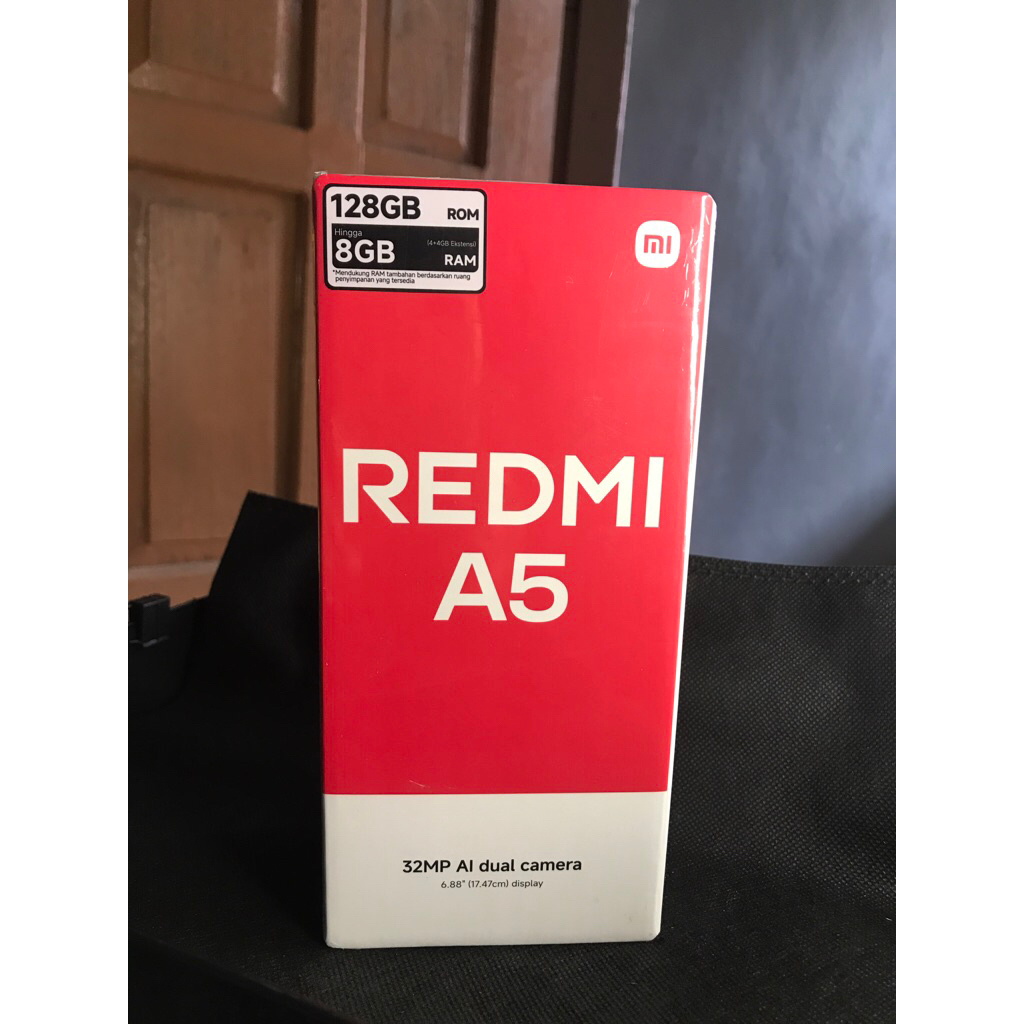 128GB ROM
Hingga (4+4GB Ekstensi)
8GB RAM
*Mendukung RAM tambahan berdasarkan ruang
penyimpanan yang tersedia
mi
REDMI
A5
32MP AI dual camera
6.88" (17.47cm) display